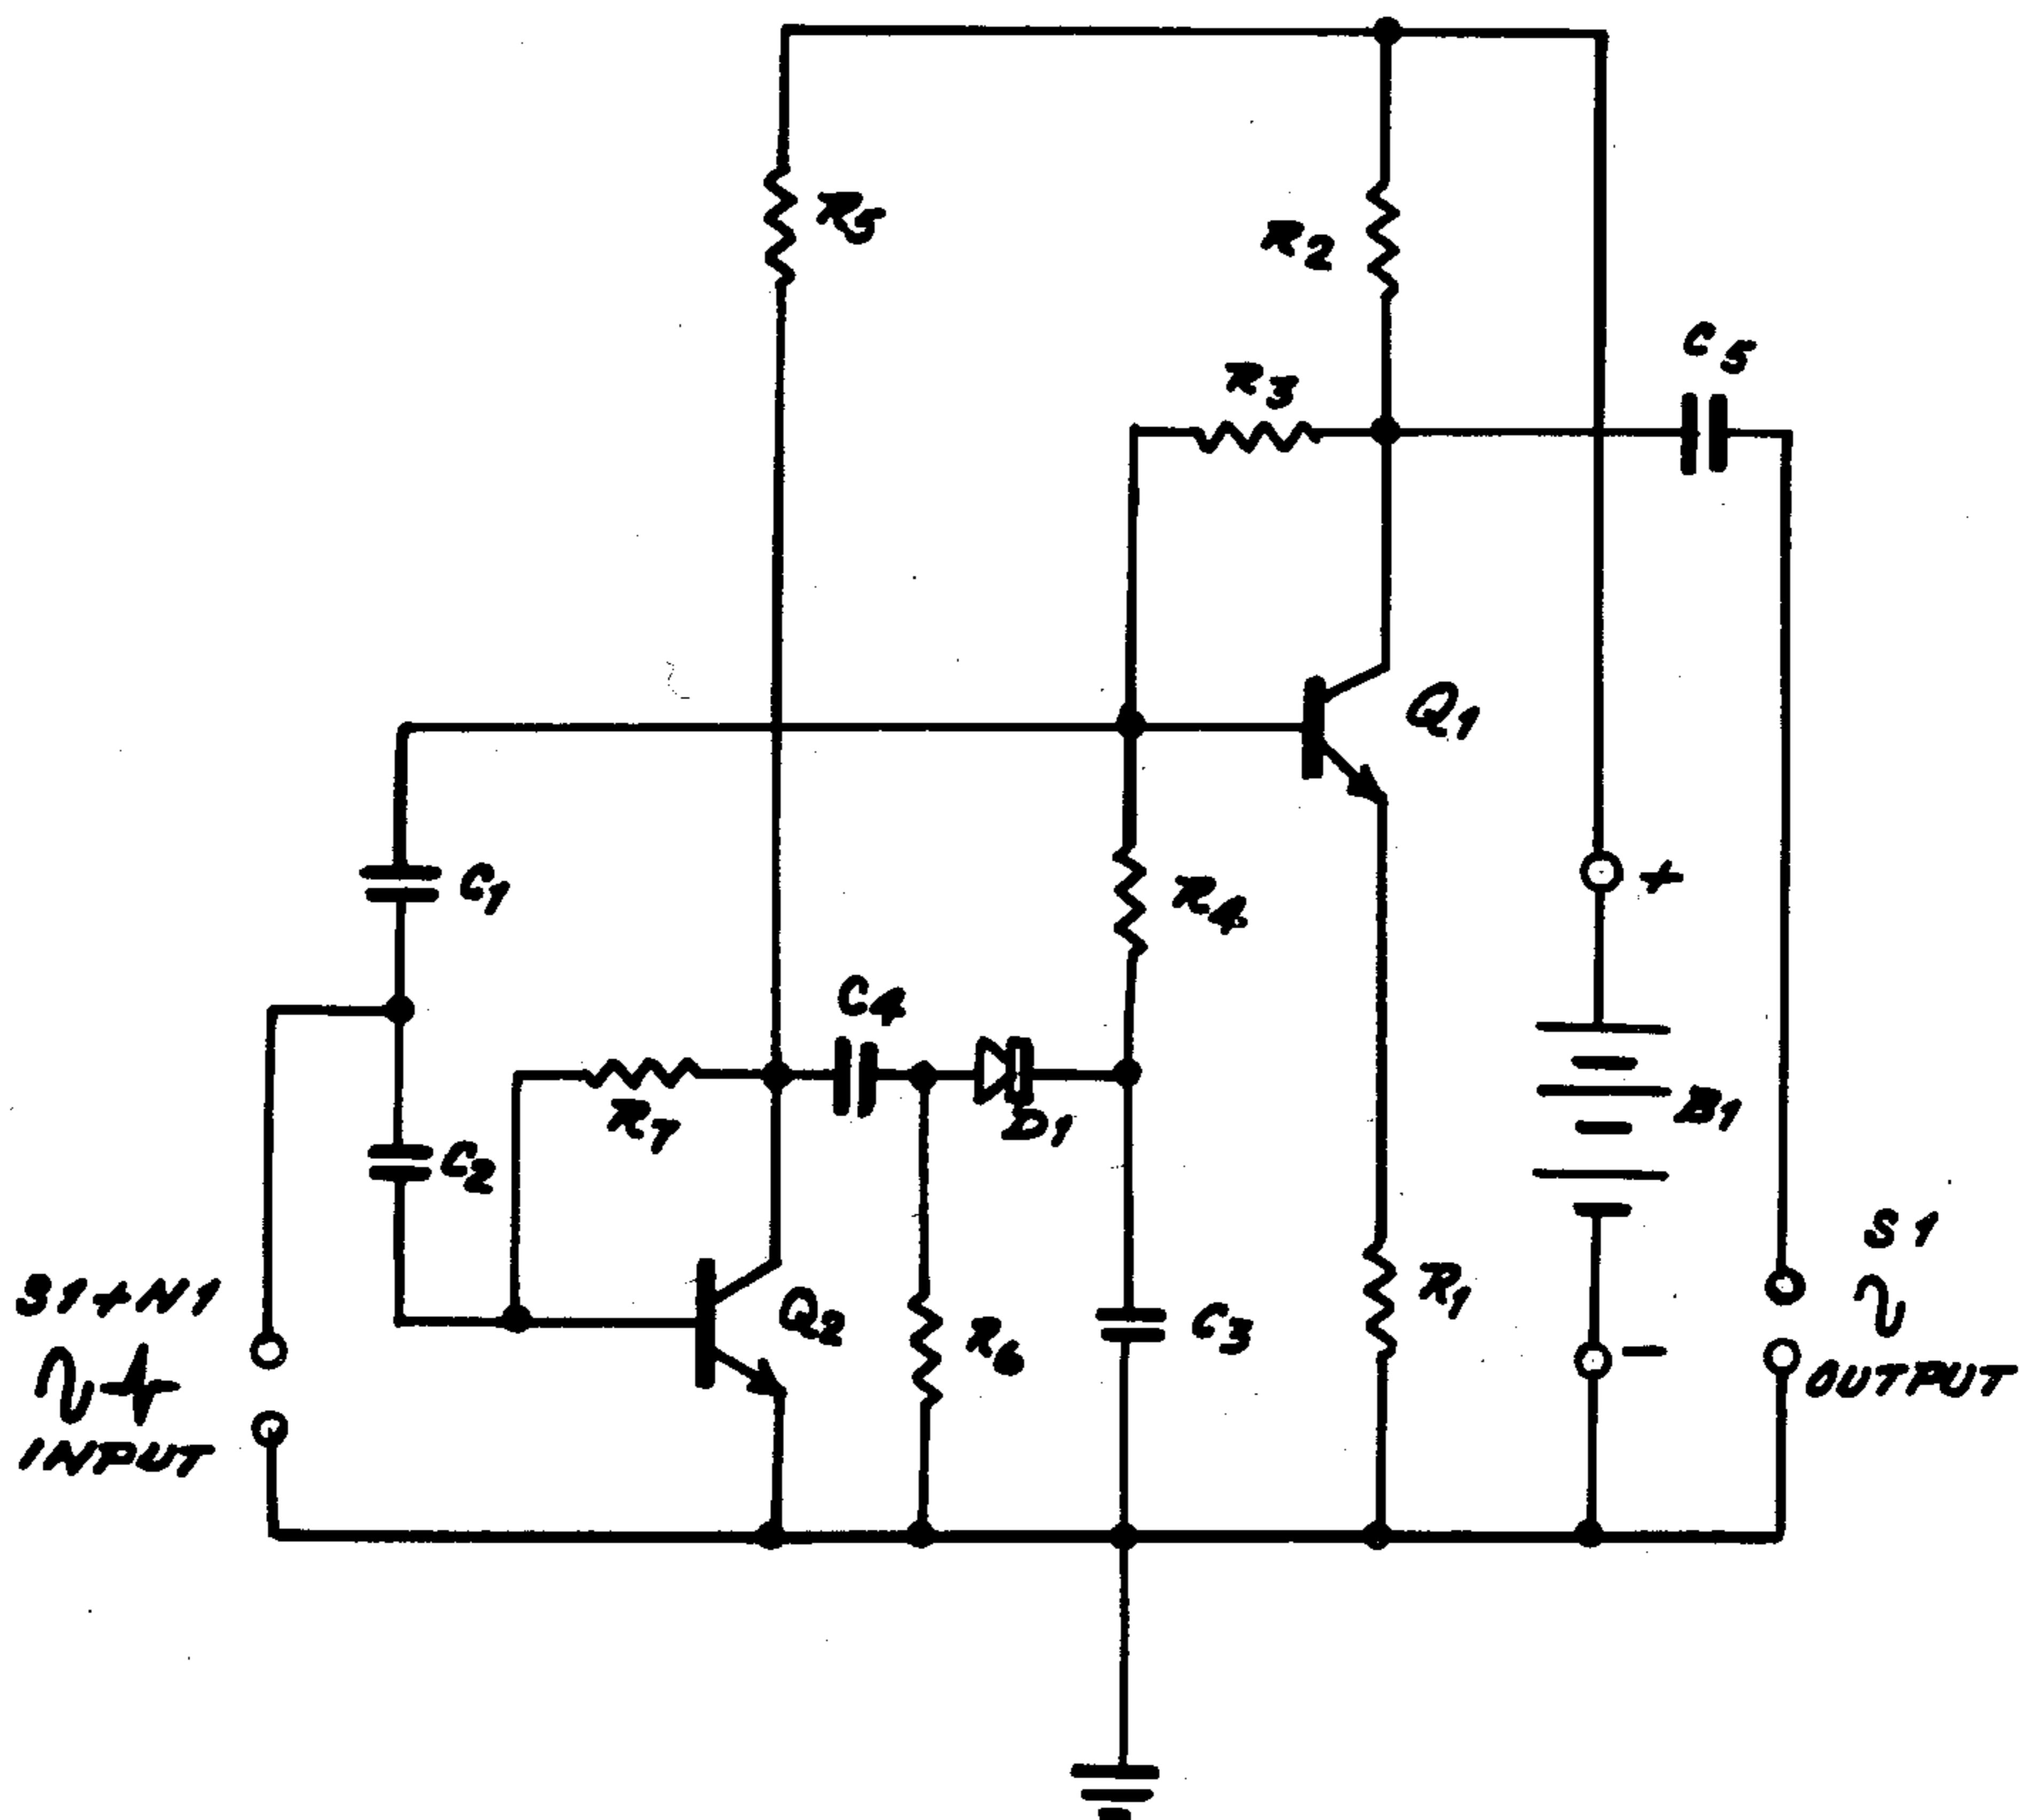 R5
R2
C5
R3
Q1
C1
R4
+
C4
R7
D1
B1
C2
S1
S1+N1
Q2
R6
C3
R1
-
+
INPUT
OUTPUT